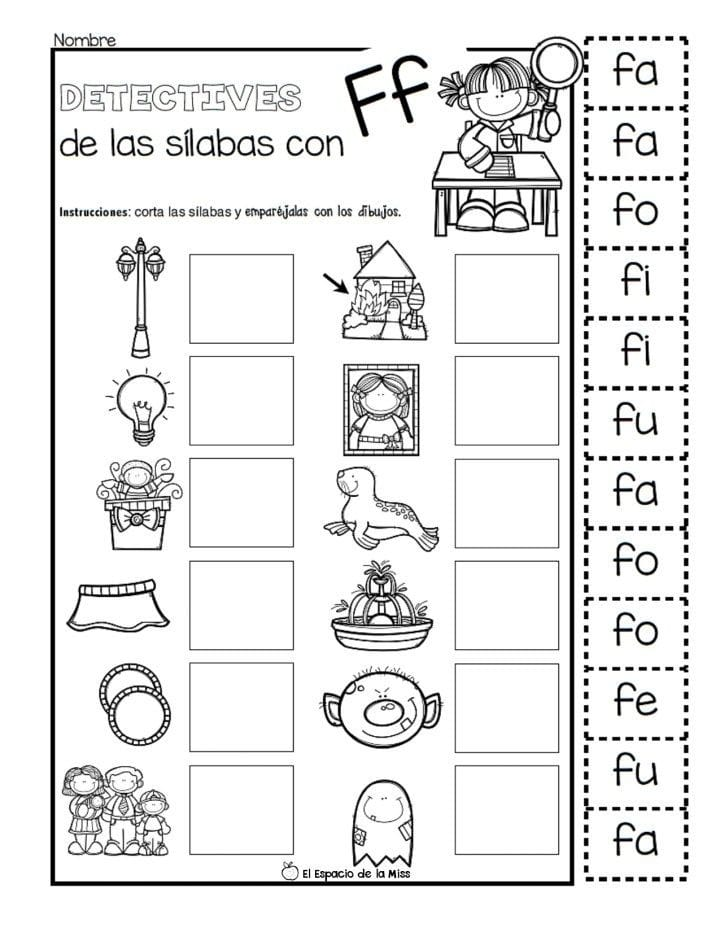 Nombre
DETECTIVES
de las sílabas con
Ff
Instrucciones: corta las sílabas y emparéjalas con los dibujos.
El Espacio de la Miss
fa
fa
fo
fi
fi
fu
fa
fo
fo
fe
fu
fa